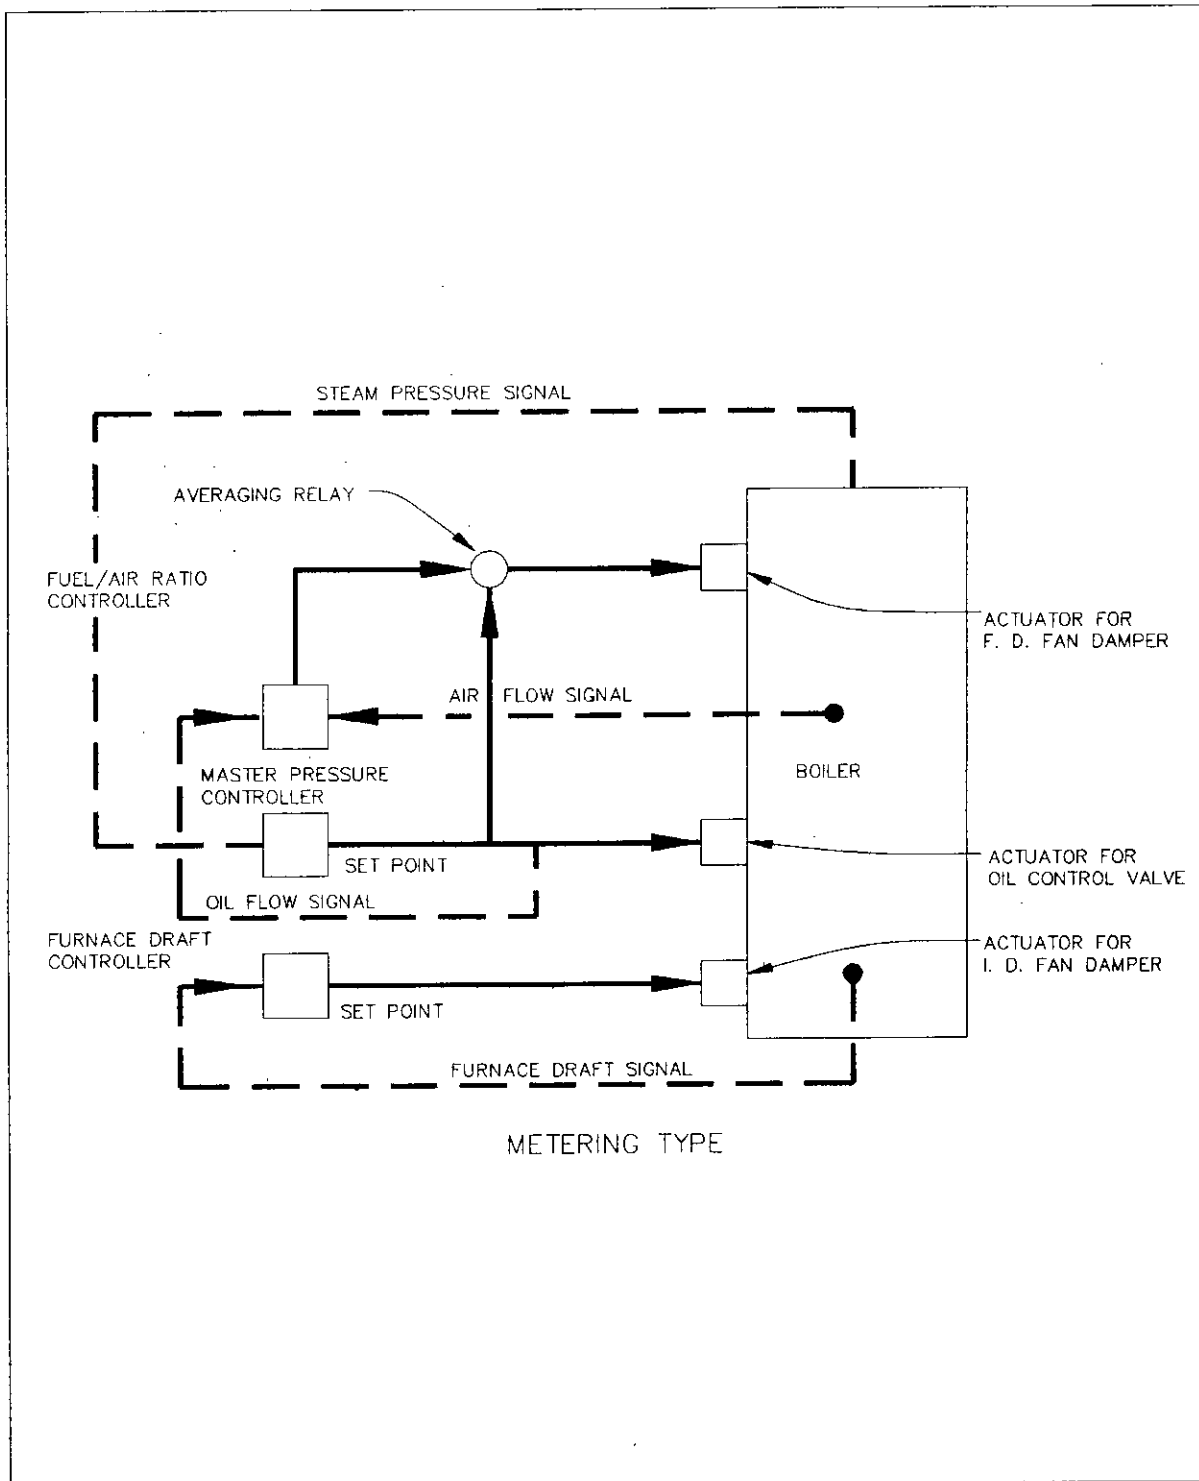 STEAM PRESSURE SIGNAL
AVERAGING RELAY
FUEL/AIR RATIO
CONTROLLER
ACTUATOR FOR
F. D. FAN DAMPER
AIR FLOW SIGNAL
MASTER PRESSURE
CONTROLLER
BOILER
SET POINT
ACTUATOR FOR
OIL CONTROL VALVE
OIL FLOW SIGNAL
FURNACE DRAFT
CONTROLLER
ACTUATOR FOR
I. D. FAN DAMPER
SET POINT
FURNACE DRAFT SIGNAL
METERING TYPE